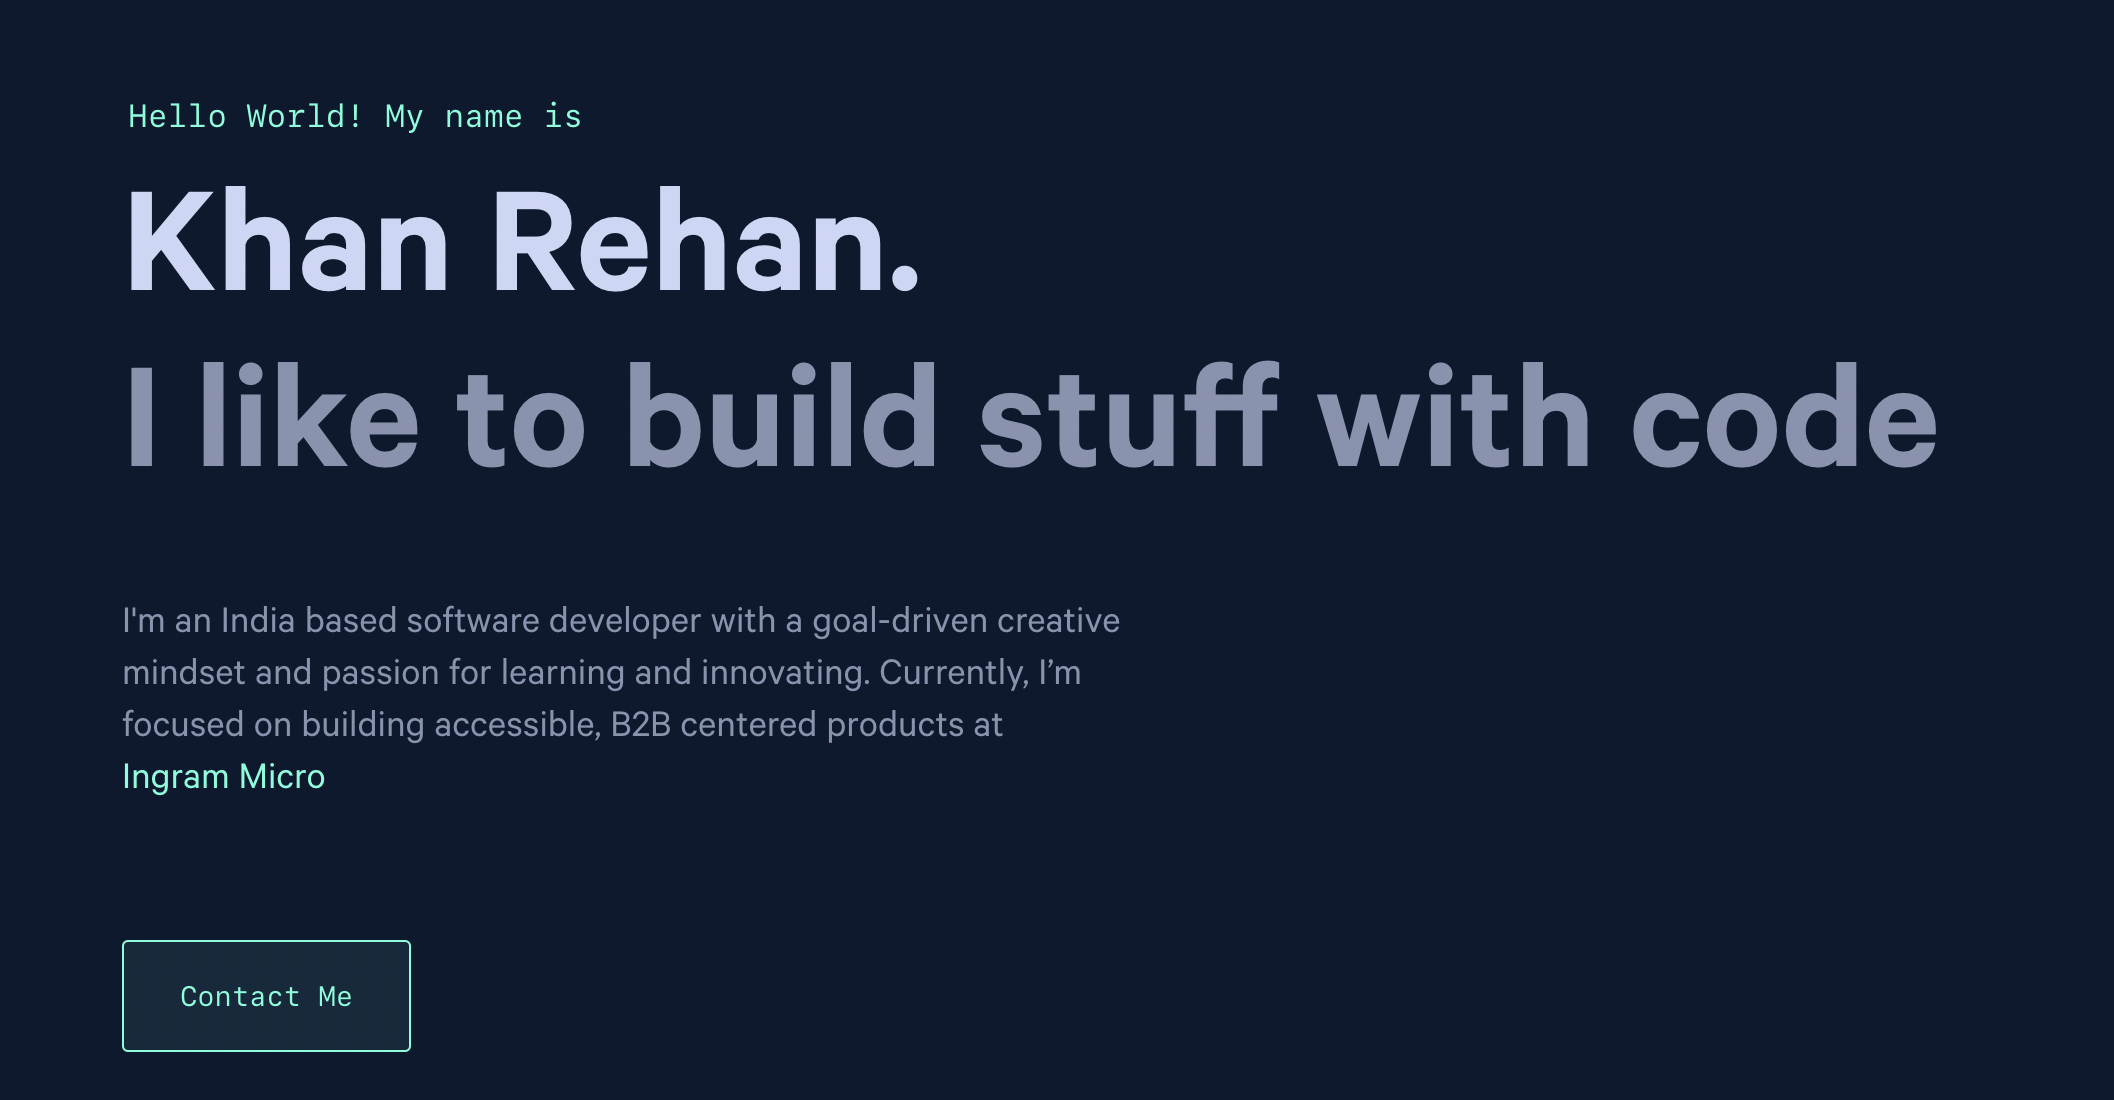 Hello World! My name is
Khan Rehan.
I like to build stuff with code
I'm an India based software developer with a goal-driven creative
mindset and passion for learning and innovating. Currently, I’m
focused on building accessible, B2B centered products at
Ingram Micro
Contact Me